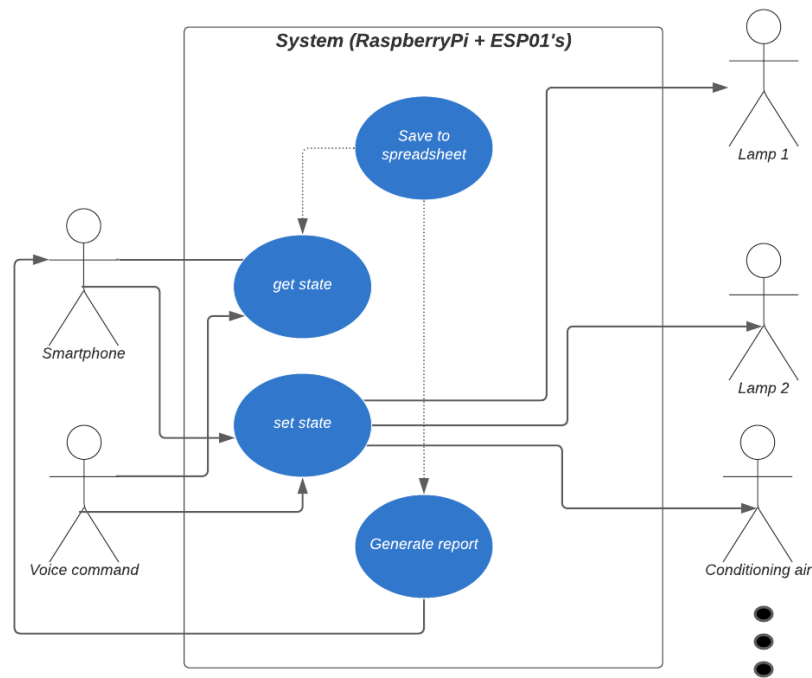 System (RaspberryPi + ESP01's)
Save to
spreadsheet
Lamp 1
get state
Smartphone
Lamp 2
set state
Voice command
Generate report
Conditioning air